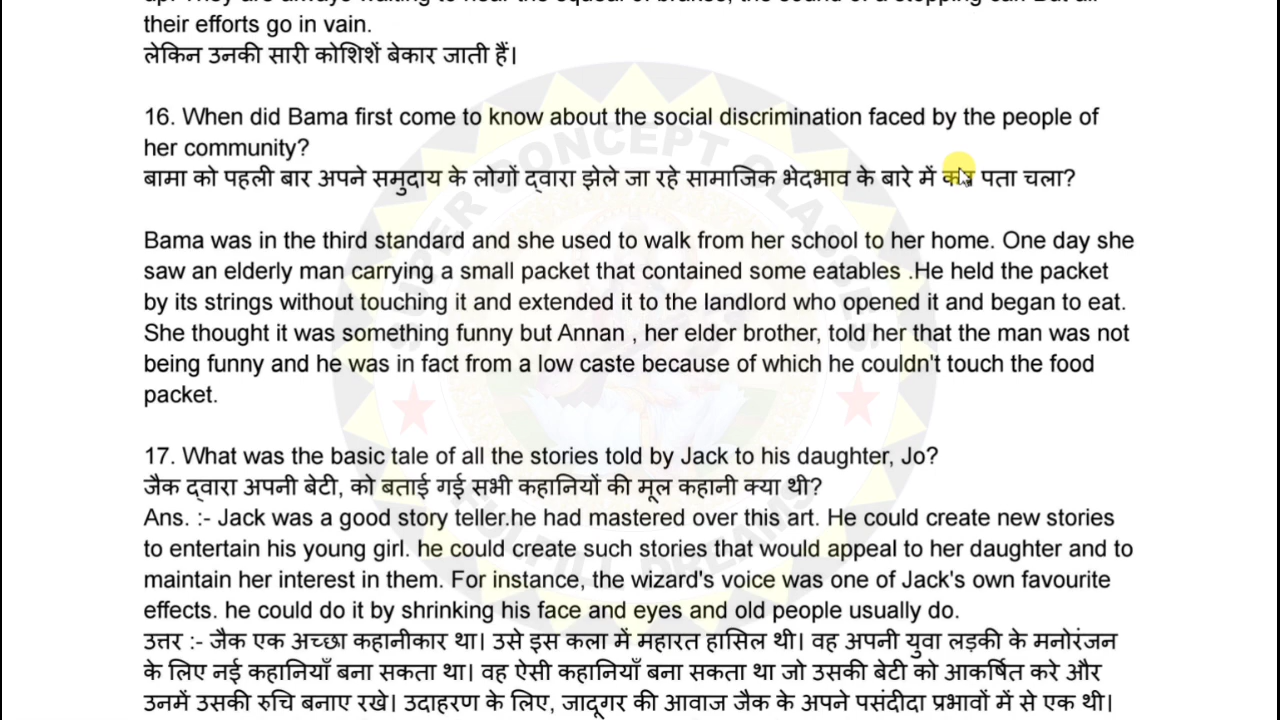 their efforts go in vain.
लेकिन उनकी सारी कोशिशें बेकार जाती हैं।
16. When did Bama first come to know about the social discrimination faced by the people of
her community?
बामा को पहली बार अपने समुदाय के लोगों द्वारा झेले जा रहे सामाजिक भेदभाव के बारे में कब पता चला?
Bama was in the third standard and she used to walk from her school to her home. One day she
saw an elderly man carrying a small packet that contained some eatables .He held the packet
by its strings without touching it and extended it to the landlord who opened it and began to eat.
She thought it was something funny but Annan , her elder brother, told her that the man was not
being funny and he was in fact from a low caste because of which he couldn't touch the food
packet.
17. What was the basic tale of all the stories told by Jack to his daughter, Jo?
जैक द्वारा अपनी बेटी, को बताई गई सभी कहानियों की मूल कहानी क्या थी?
Ans. :- Jack was a good story teller.he had mastered over this art. He could create new stories
to entertain his young girl. he could create such stories that would appeal to her daughter and to
maintain her interest in them. For instance, the wizard's voice was one of Jack's own favourite
effects. he could do it by shrinking his face and eyes and old people usually do.
उत्तर :- जैक एक अच्छा कहानीकार था। उसे इस कला में महारत हासिल थी। वह अपनी युवा लड़की के मनोरंजन
के लिए नई कहानियाँ बना सकता था। वह ऐसी कहानियाँ बना सकता था जो उसकी बेटी को आकर्षित करे और
उनमें उसकी रुचि बनाए रखे। उदाहरण के लिए, जादूगर की आवाज जैक के अपने पसंदीदा प्रभावों में से एक थी।
SUPER CONCEPT CLASSES
FULFILL DREAMS